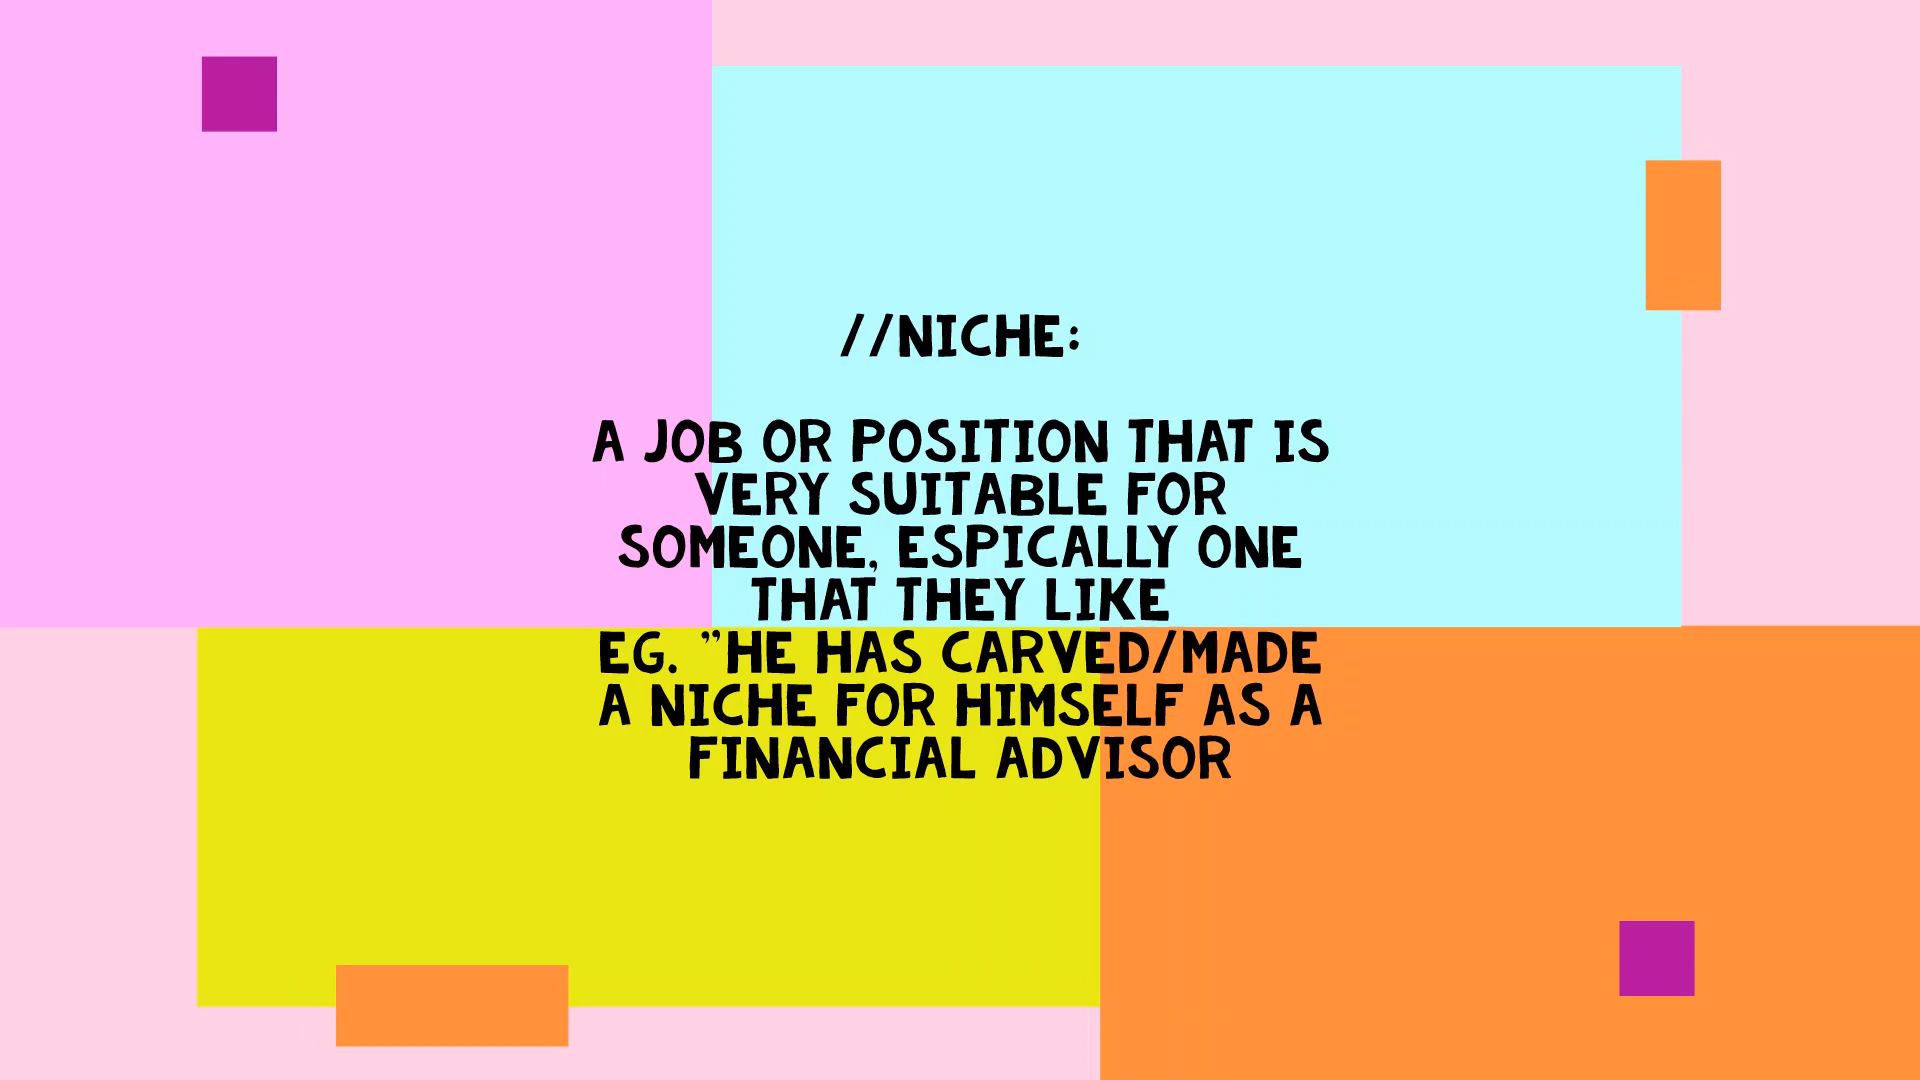 //NICHE:
A JOB OR POSITION THAT IS
VERY SUITABLE FOR
SOMEONE, ESPICALLY ONE
THAT THEY LIKE
EG. ”HE HAS CARVED/MADE
A NICHE FOR HIMSELF AS A
FINANCIAL ADVISOR